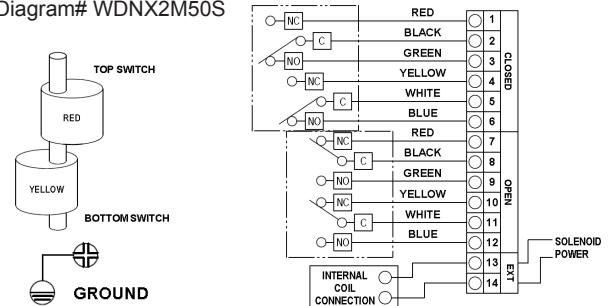 Diagram# WDNX2M50S
TOP SWITCH
RED
YELLOW
BOTTOM SWITCH
GROUND
NC RED 1
C BLACK 2
NO GREEN 3
NC YELLOW 4
C WHITE 5
NO BLUE 6
CLOSED
NC RED 7
C BLACK 8
NO GREEN 9
NC YELLOW 10
C WHITE 11
NO BLUE 12
OPEN
INTERNAL
COIL
CONNECTION
13
14
EXT
SOLENOID
POWER